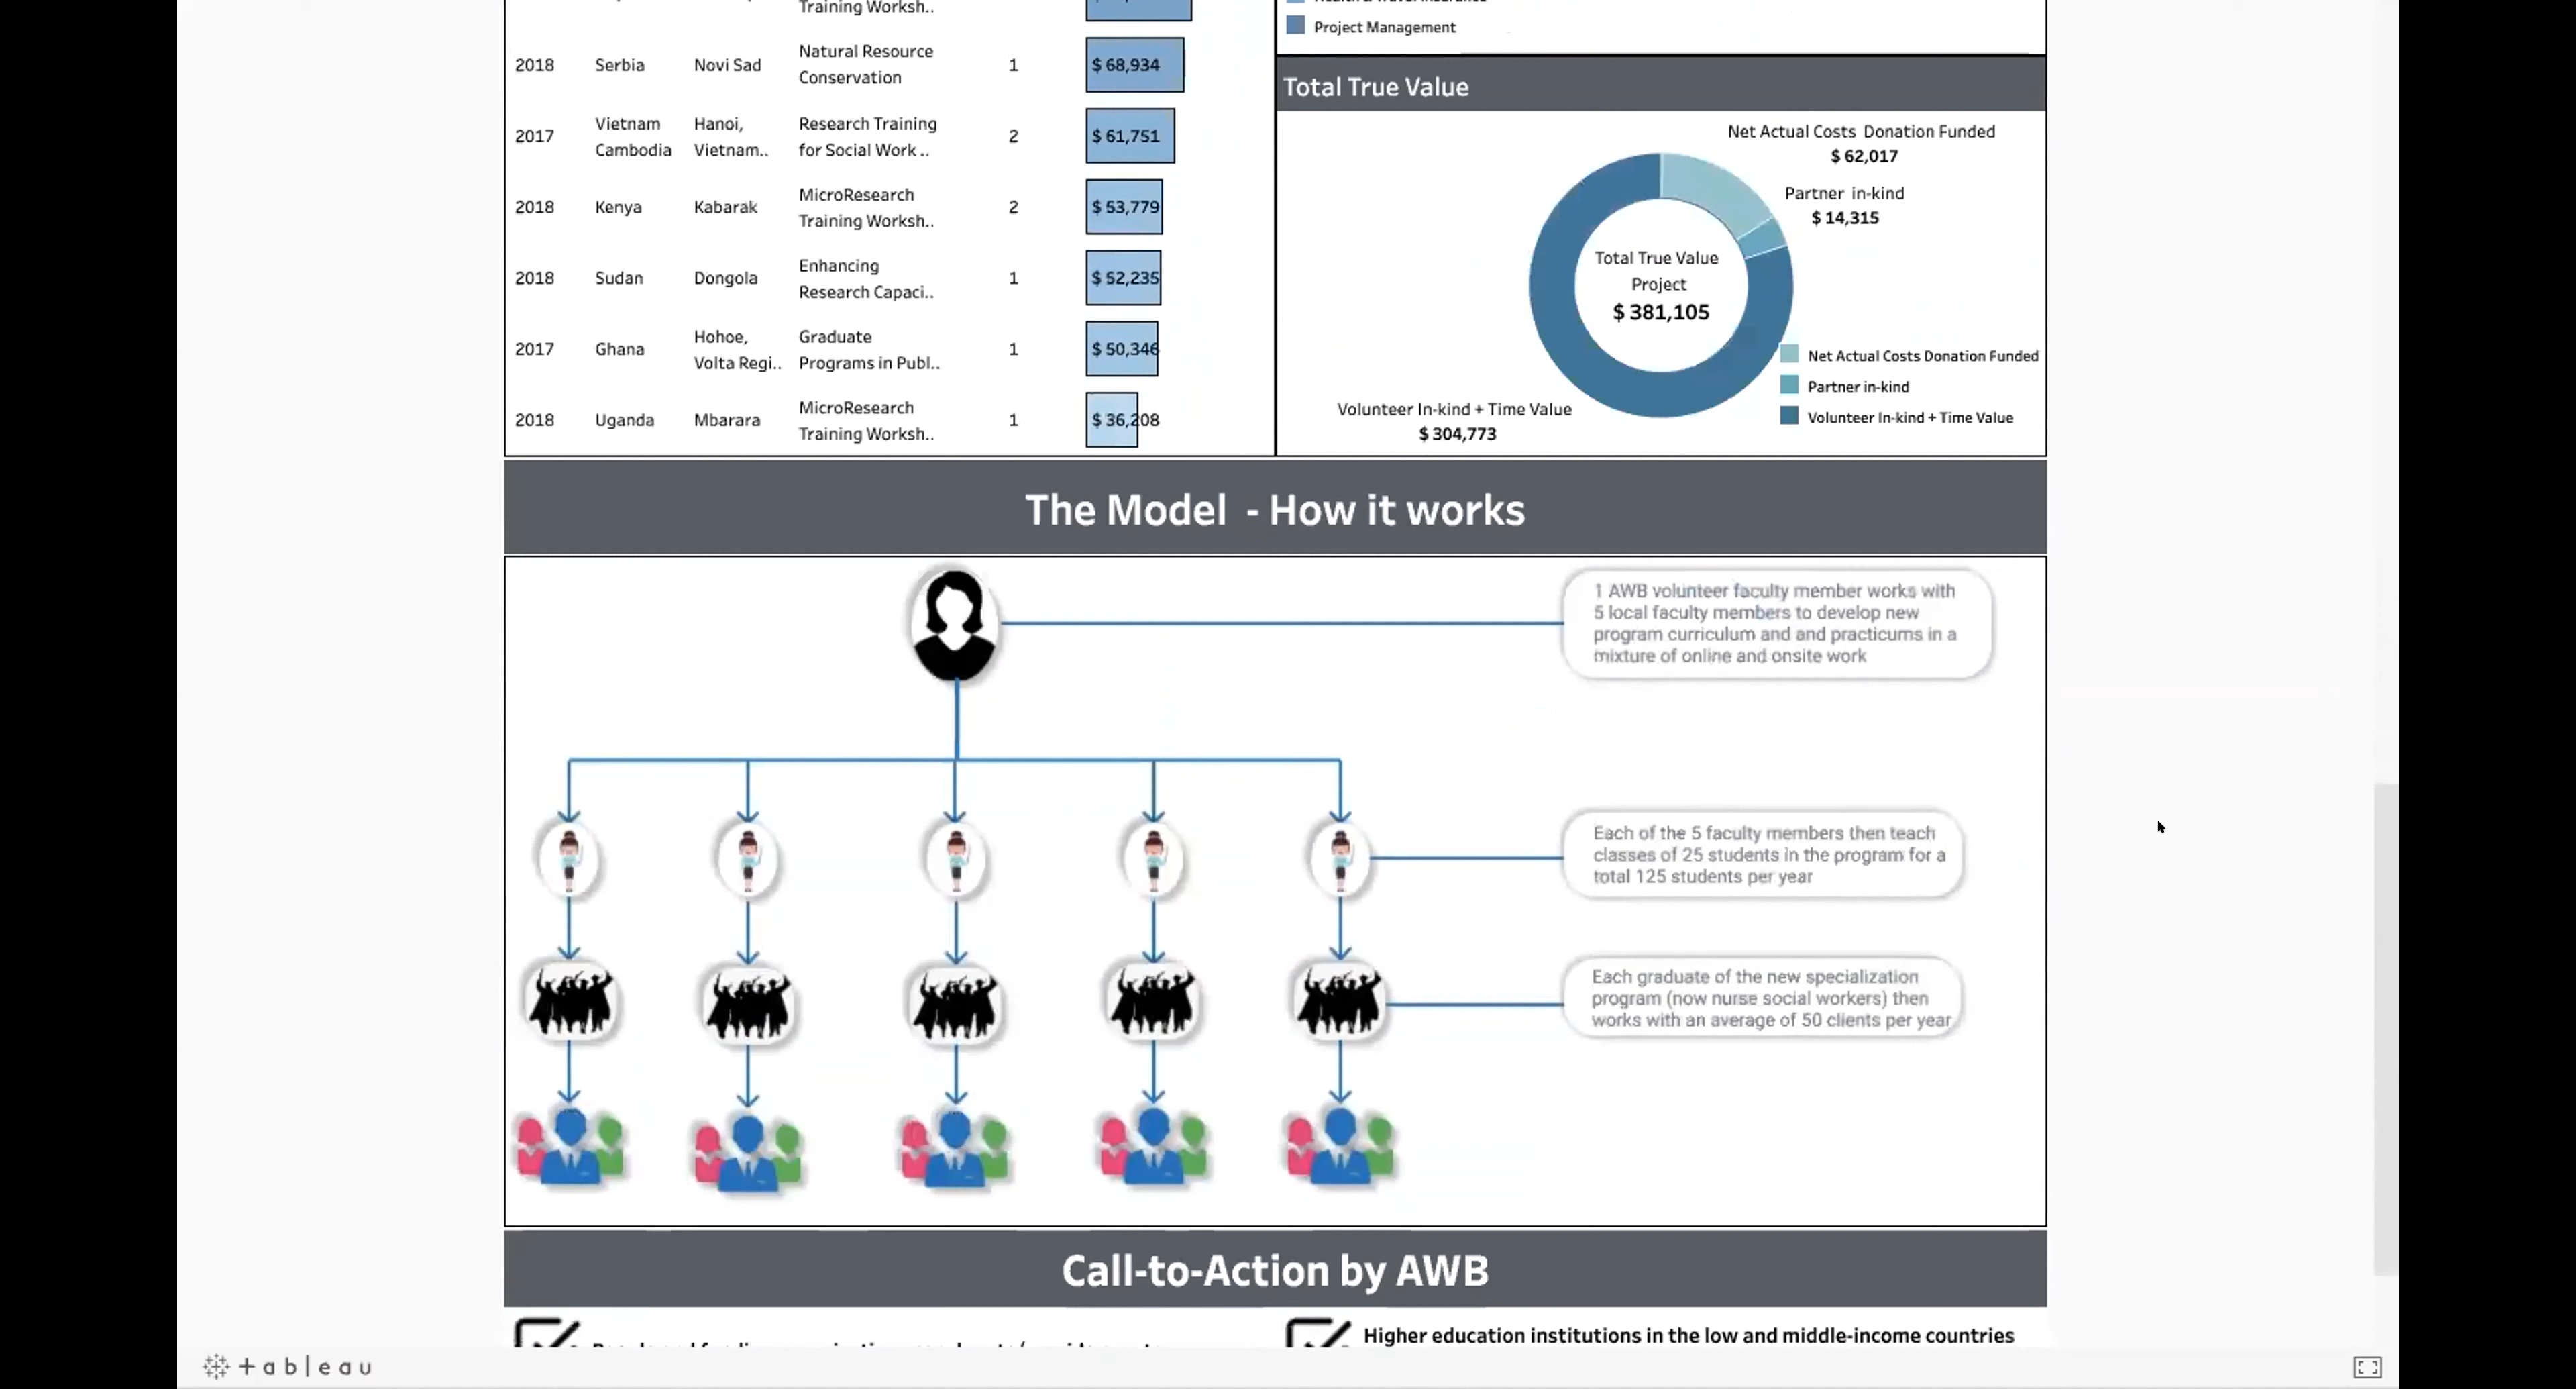 Training Worksh..
2018 Serbia Novi Sad Natural Resource Conservation 1 $ 68,934
2017 Vietnam Cambodia Hanoi, Vietnam.. Research Training for Social Work .. 2 $ 61,751
2018 Kenya Kabarak MicroResearch Training Worksh.. 2 $ 53,779
2018 Sudan Dongola Enhancing Research Capaci.. 1 $ 52,235
2017 Ghana Hohoe, Volta Regi.. Graduate Programs in Publ.. 1 $ 50,346
2018 Uganda Mbarara MicroResearch Training Worksh.. 1 $ 36,208
Project Management
Total True Value
Net Actual Costs Donation Funded
$ 62,017
Partner in-kind
$ 14,315
Total True Value
Project
$ 381,105
Net Actual Costs Donation Funded
Partner in-kind
Volunteer In-kind + Time Value
Volunteer In-kind + Time Value
$ 304,773
The Model - How it works
1 AWB volunteer faculty member works with
5 local faculty members to develop new
program curriculum and and practicums in a
mixture of online and onsite work
Each of the 5 faculty members then teach
classes of 25 students in the program for a
total 125 students per year
Each graduate of the new specialization
program (now nurse social workers) then
works with an average of 50 clients per year
Call-to-Action by AWB
Higher education institutions in the low and middle-income countries
+ a b | e a u